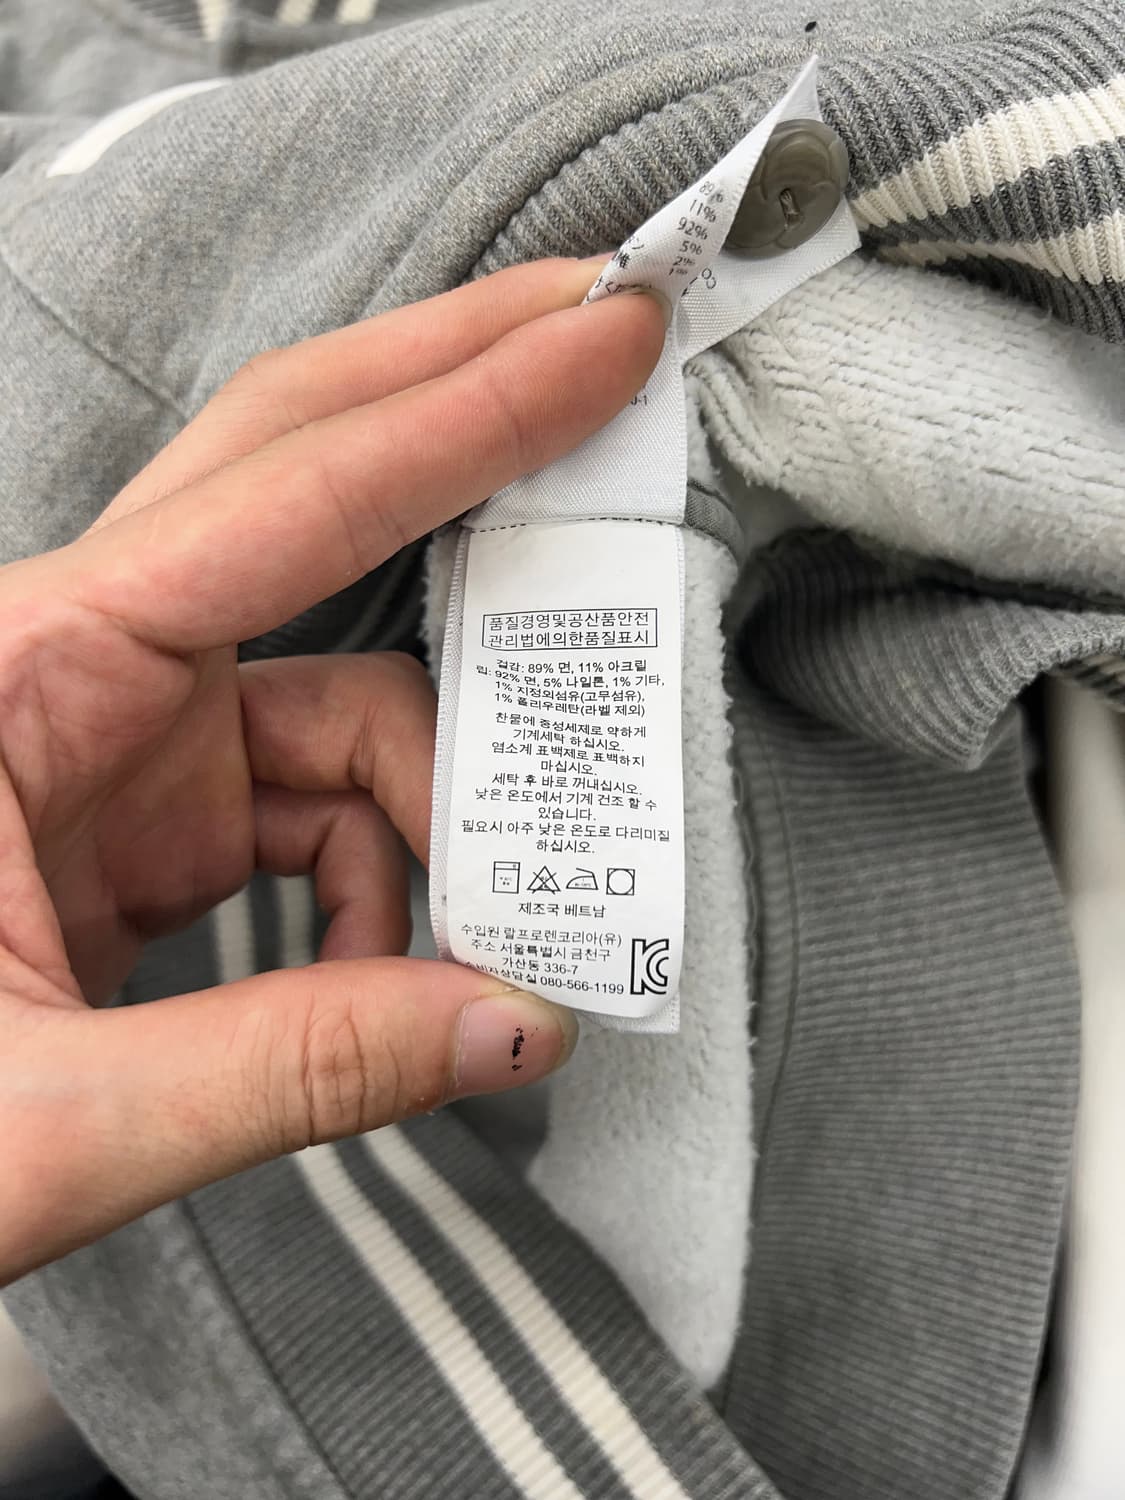 89%
11%
92%
5%
2%
0-1
품질경영및공산품안전
관리법에의한품질표시
겉감: 89% 면, 11% 아크릴
립: 92% 면, 5% 나일론, 1% 기타,
1% 지정외섬유(고무섬유),
1% 폴리우레탄(라벨 제외)
찬물에 중성세제로 약하게
기계세탁 하십시오.
염소계 표백제로 표백하지
마십시오.
세탁 후 바로 꺼내십시오.
낮은 온도에서 기계 건조 할 수
있습니다.
필요시 아주 낮은 온도로 다리미질
하십시오.
제조국 베트남
수입원 랄프로렌코리아(유)
주소 서울특별시 금천구
가산동 336-7
소비자상담실 080-566-1199